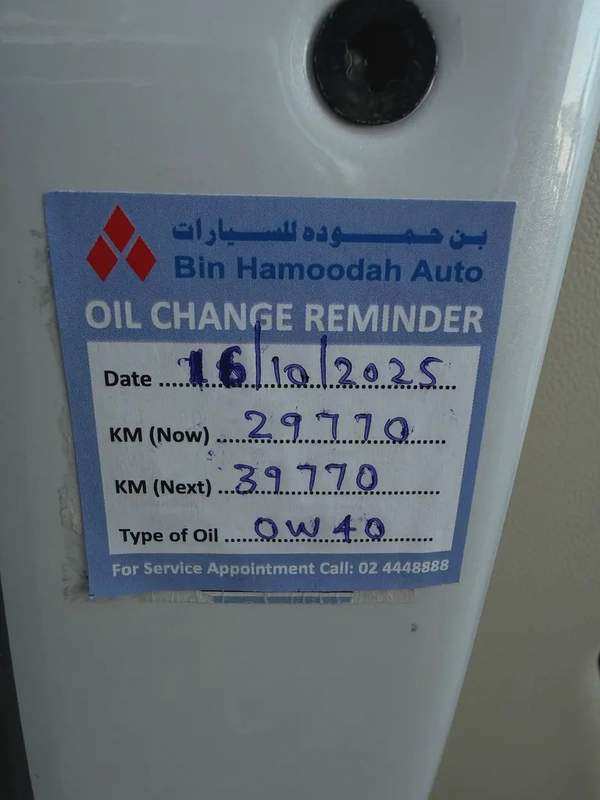 بن حموده للسيارات
Bin Hamoodah Auto
OIL CHANGE REMINDER
Date ...16/10/2025...
KM (Now) ...29770...
KM (Next) ...39770...
Type of Oil ...0W40...
For Service Appointment Call: 02 4448888